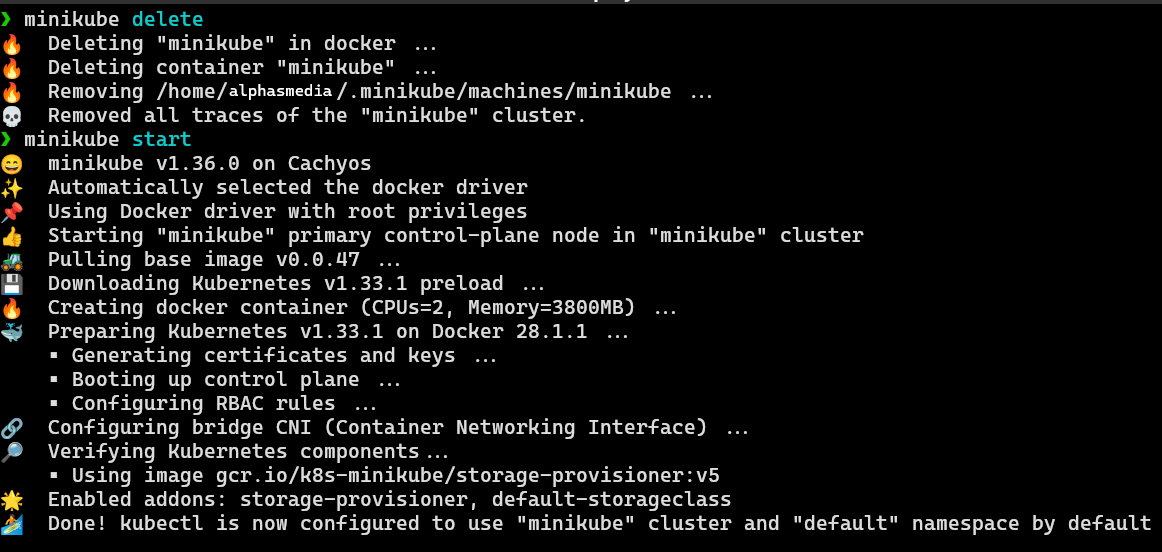 ❯ minikube delete
🔥 Deleting "minikube" in docker ...
🔥 Deleting container "minikube" ...
🔥 Removing /home/alphasmedia/.minikube/machines/minikube ...
💀 Removed all traces of the "minikube" cluster.
❯ minikube start
😄 minikube v1.36.0 on Cachyos
✨ Automatically selected the docker driver
📌 Using Docker driver with root privileges
👍 Starting "minikube" primary control-plane node in "minikube" cluster
🚜 Pulling base image v0.0.47 ...
💾 Downloading Kubernetes v1.33.1 preload ...
🔥 Creating docker container (CPUs=2, Memory=3800MB) ...
🐳 Preparing Kubernetes v1.33.1 on Docker 28.1.1 ...
▪ Generating certificates and keys ...
▪ Booting up control plane ...
▪ Configuring RBAC rules ...
🔗 Configuring bridge CNI (Container Networking Interface) ...
🔎 Verifying Kubernetes components...
▪ Using image gcr.io/k8s-minikube/storage-provisioner:v5
🌟 Enabled addons: storage-provisioner, default-storageclass
🏄 Done! kubectl is now configured to use "minikube" cluster and "default" namespace by default